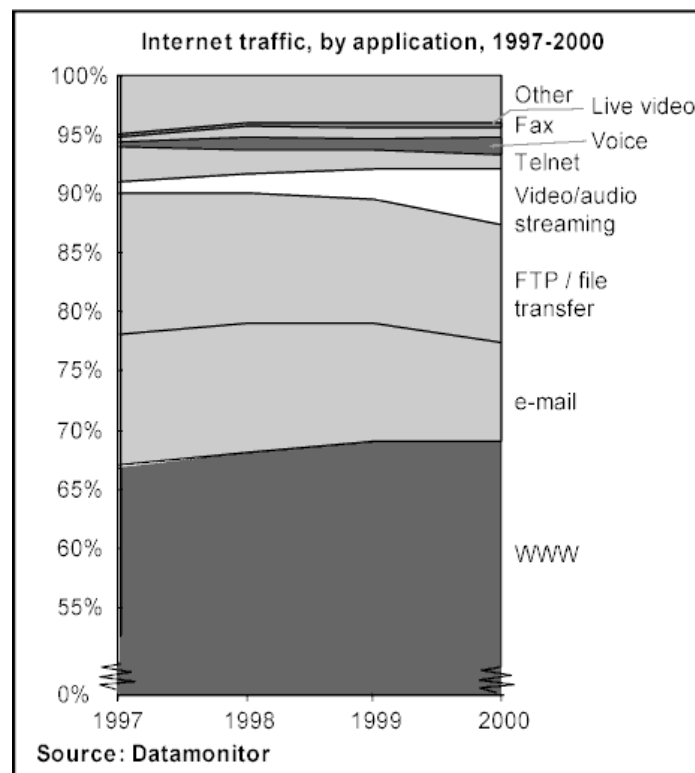 Internet traffic, by application, 1997-2000
100%
95%
90%
85%
80%
75%
70%
65%
60%
55%
0%
Other
Live video
Fax
Voice
Telnet
Video/audio
streaming
FTP / file
transfer
e-mail
WWW
1997
1998
1999
2000
Source: Datamonitor